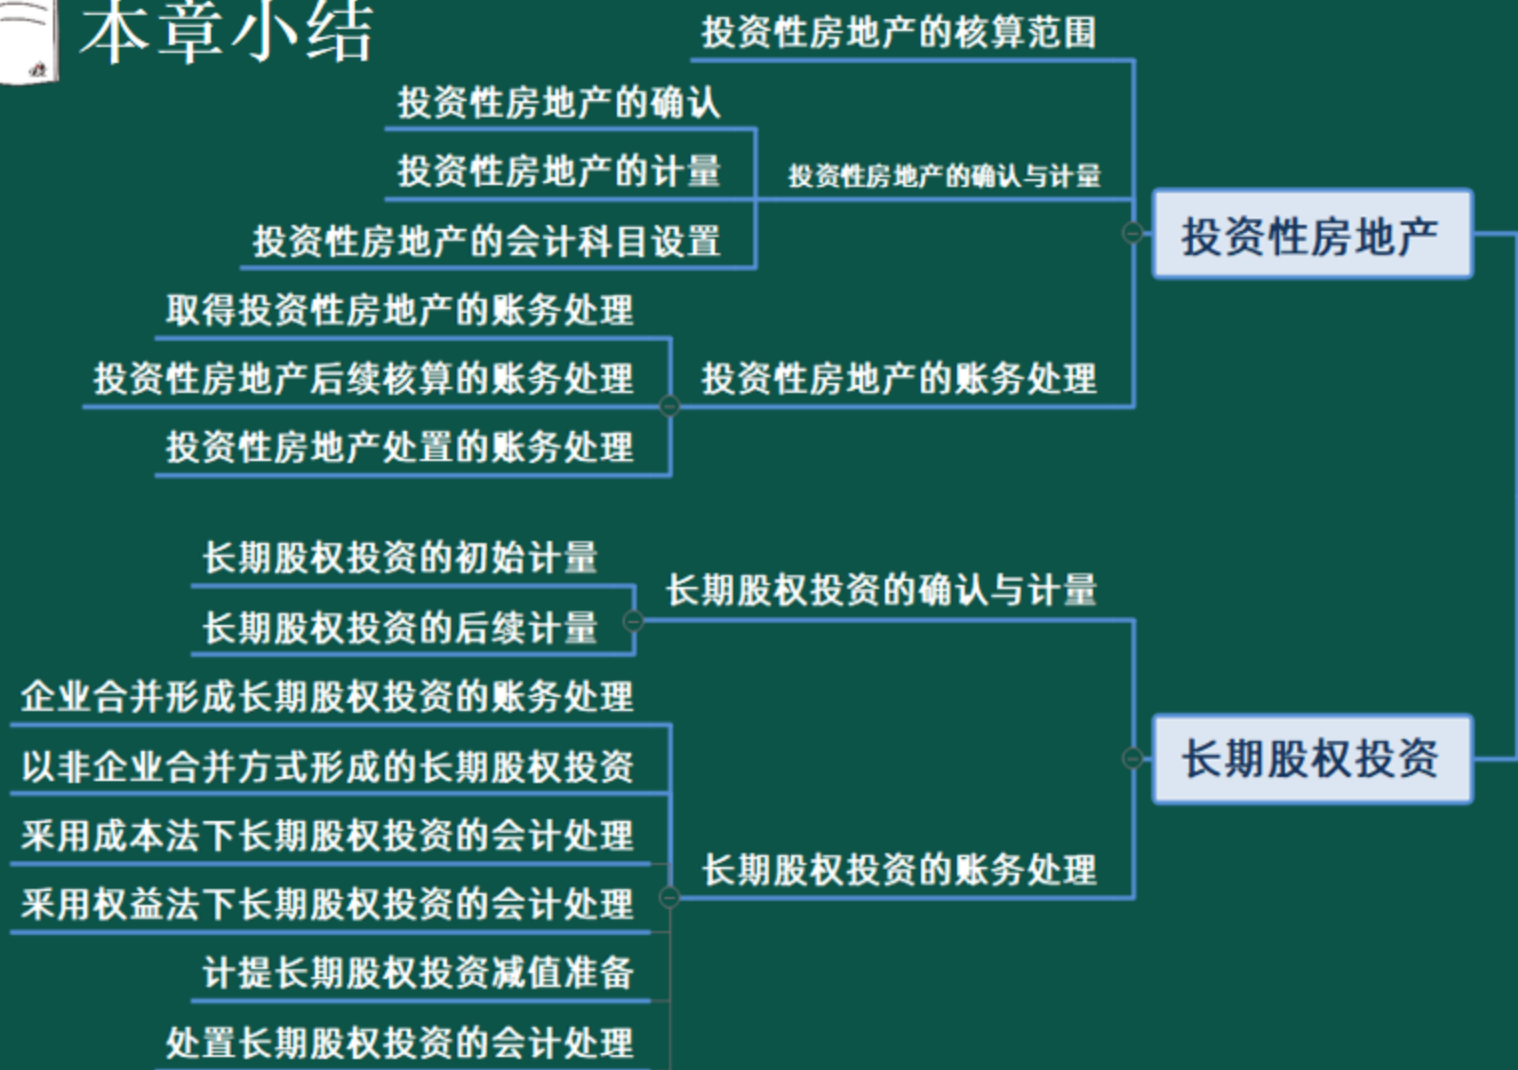 本章小结
投资性房地产的核算范围
投资性房地产的确认
投资性房地产的计量
投资性房地产的确认与计量
投资性房地产
投资性房地产的会计科目设置
取得投资性房地产的账务处理
投资性房地产后续核算的账务处理
投资性房地产的账务处理
投资性房地产处置的账务处理
长期股权投资的初始计量
长期股权投资的确认与计量
长期股权投资的后续计量
企业合并形成长期股权投资的账务处理
以非企业合并方式形成的长期股权投资
长期股权投资
采用成本法下长期股权投资的会计处理
长期股权投资的账务处理
采用权益法下长期股权投资的会计处理
计提长期股权投资减值准备
处置长期股权投资的会计处理